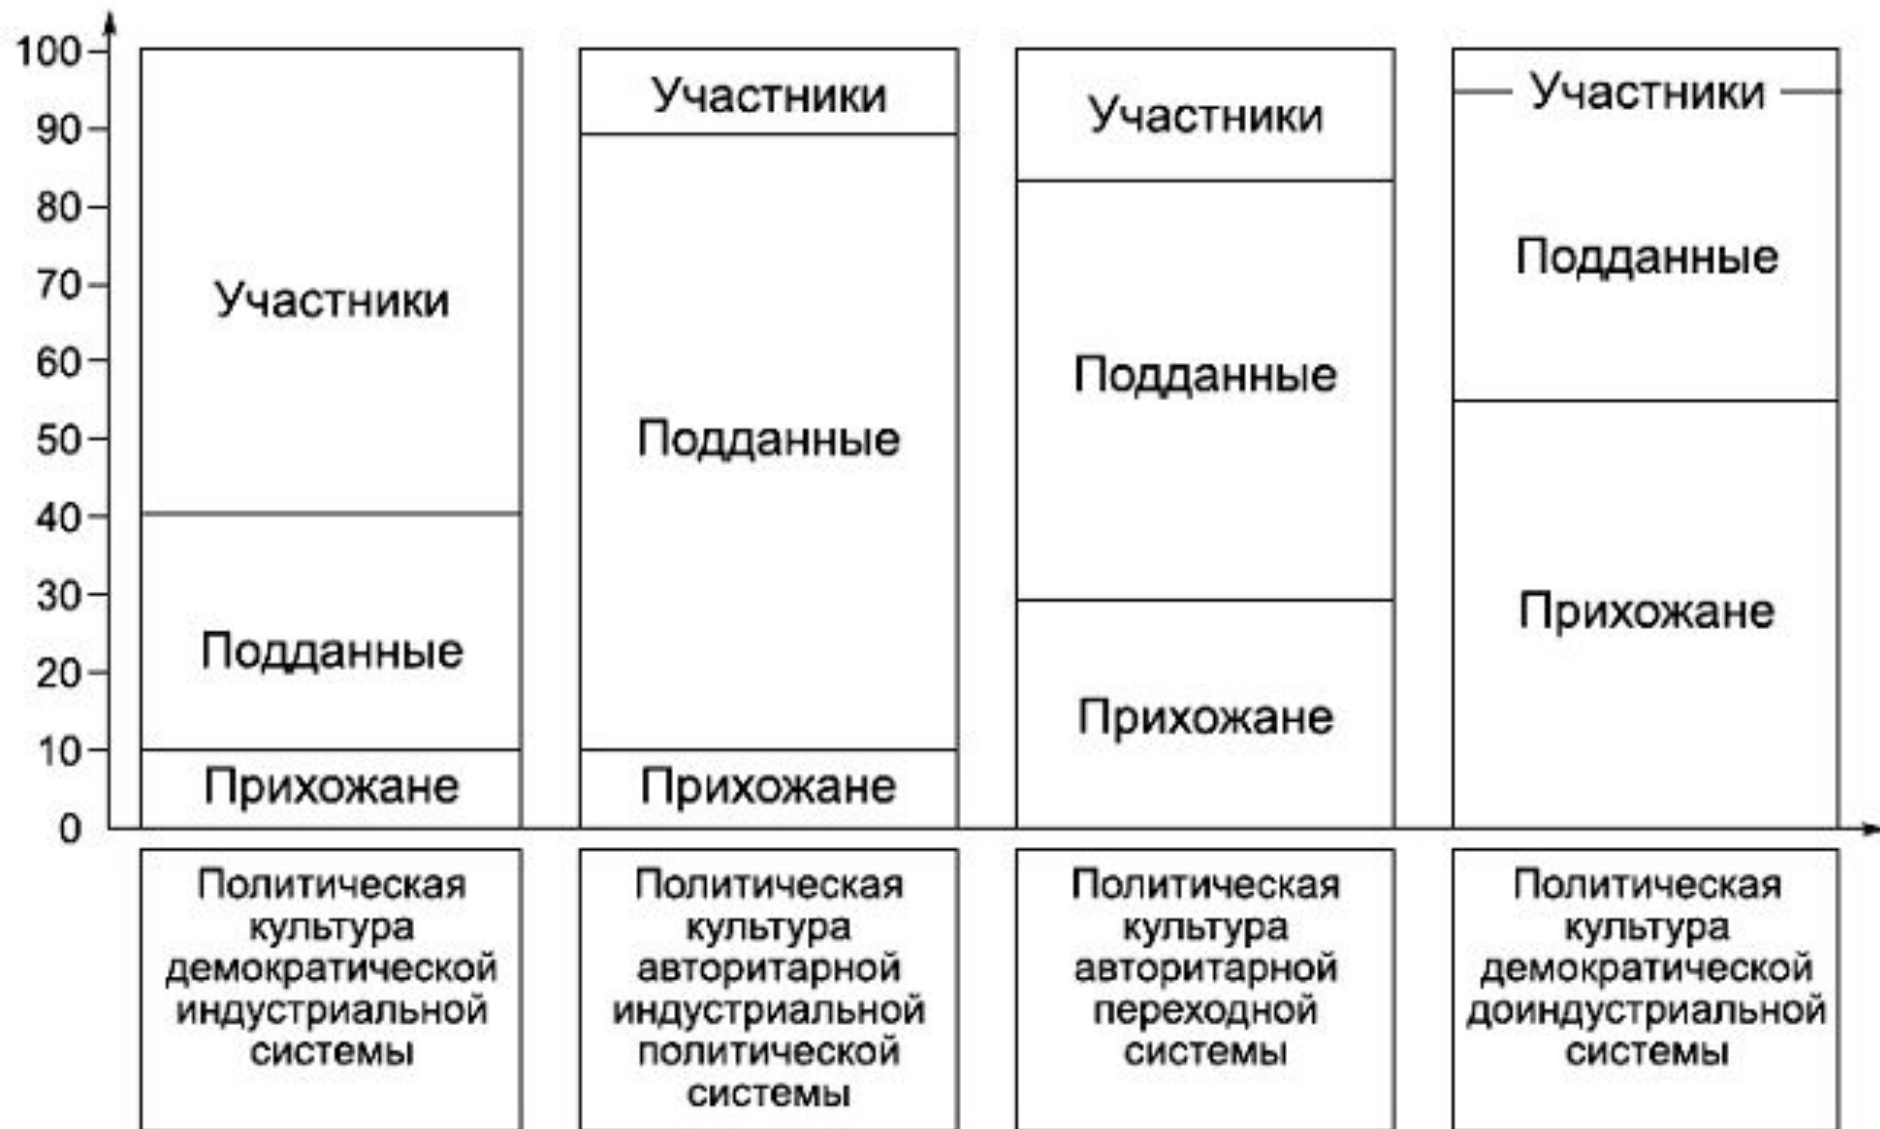 100
90
80
70
60
50
40
30
20
10
0
Участники
Подданные
Прихожане
Участники
Подданные
Прихожане
Участники
Подданные
Прихожане
Участники
Подданные
Прихожане
Политическая
культура
демократической
индустриальной
системы
Политическая
культура
авторитарной
индустриальной
политической
системы
Политическая
культура
авторитарной
переходной
системы
Политическая
культура
демократической
доиндустриальной
системы